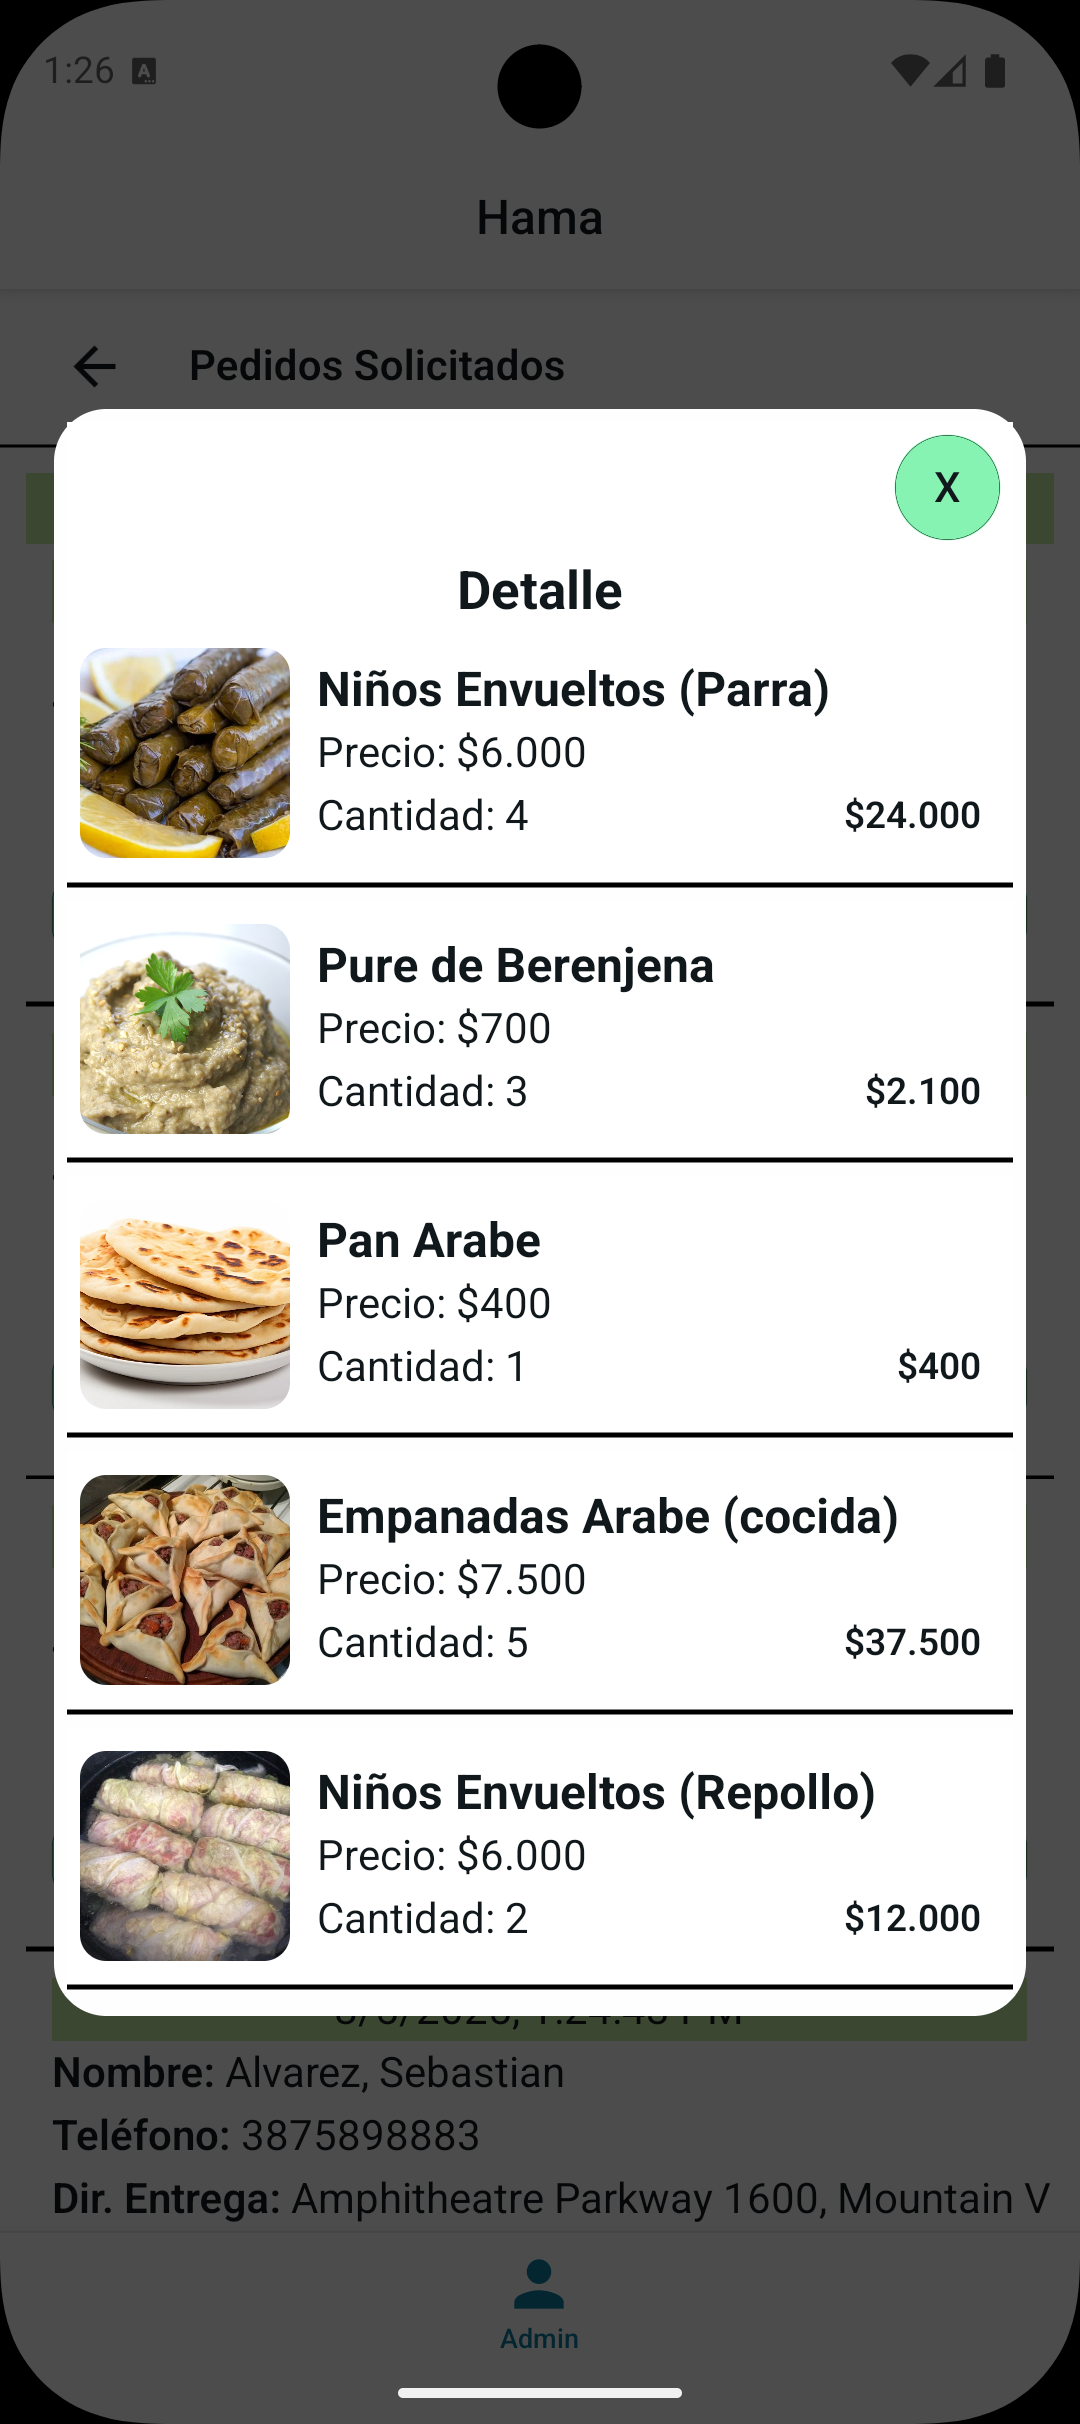 1:26
Hama
Pedidos Solicitados
X
Detalle
Niños Envueltos (Parra)
Precio: $6.000
Cantidad: 4 $24.000
Pure de Berenjena
Precio: $700
Cantidad: 3 $2.100
Pan Arabe
Precio: $400
Cantidad: 1 $400
Empanadas Arabe (cocida)
Precio: $7.500
Cantidad: 5 $37.500
Niños Envueltos (Repollo)
Precio: $6.000
Cantidad: 2 $12.000
Nombre: Alvarez, Sebastian
Teléfono: 3875898883
Dir. Entrega: Amphitheatre Parkway 1600, Mountain V
Admin